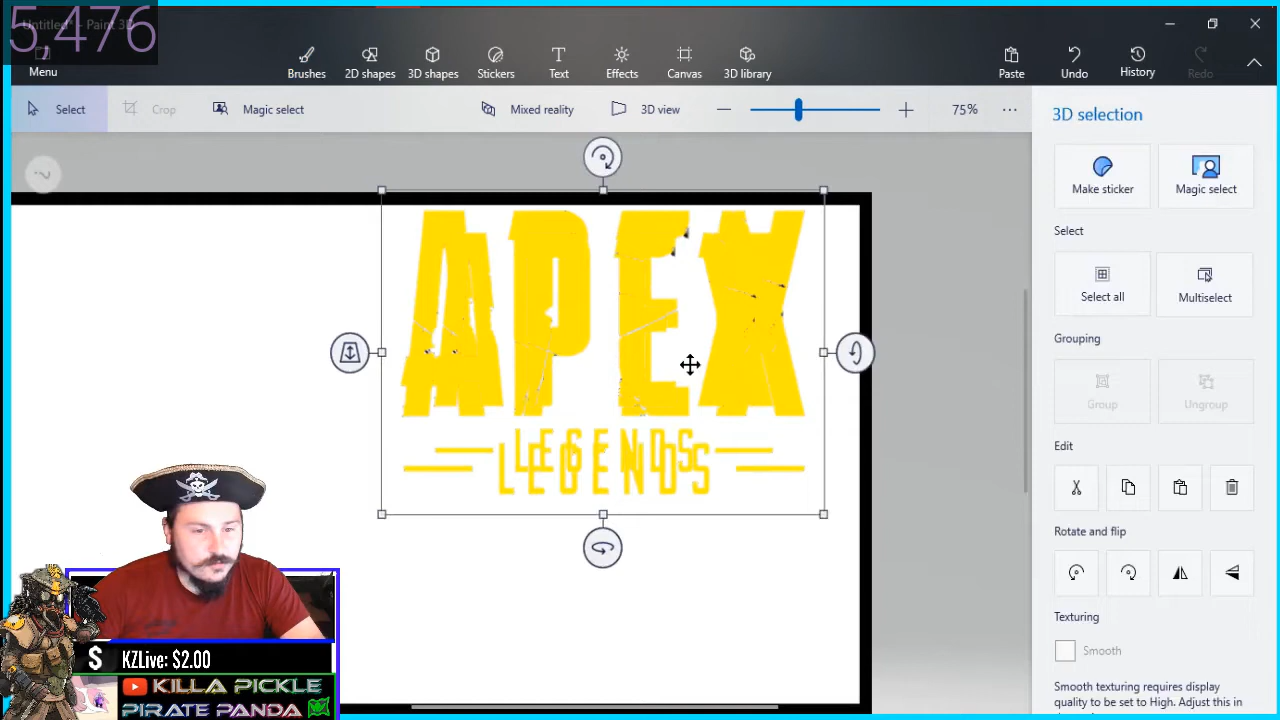 5,476
Untitled* - Paint 3D
Menu
Brushes
2D shapes
3D shapes
Stickers
Text
Effects
Canvas
3D library
Paste
Undo
History
Redo
Select
Crop
Magic select
Mixed reality
3D view
75%
3D selection
Make sticker
Magic select
Select
Select all
Multiselect
Grouping
Group
Ungroup
Edit
Rotate and flip
Texturing
Smooth
Smooth texturing requires display
quality to be set to High. Adjust this in
APEX
LEGENDS
$ KZLive: $2.00
KILLA PICKLE
PIRATE PANDA